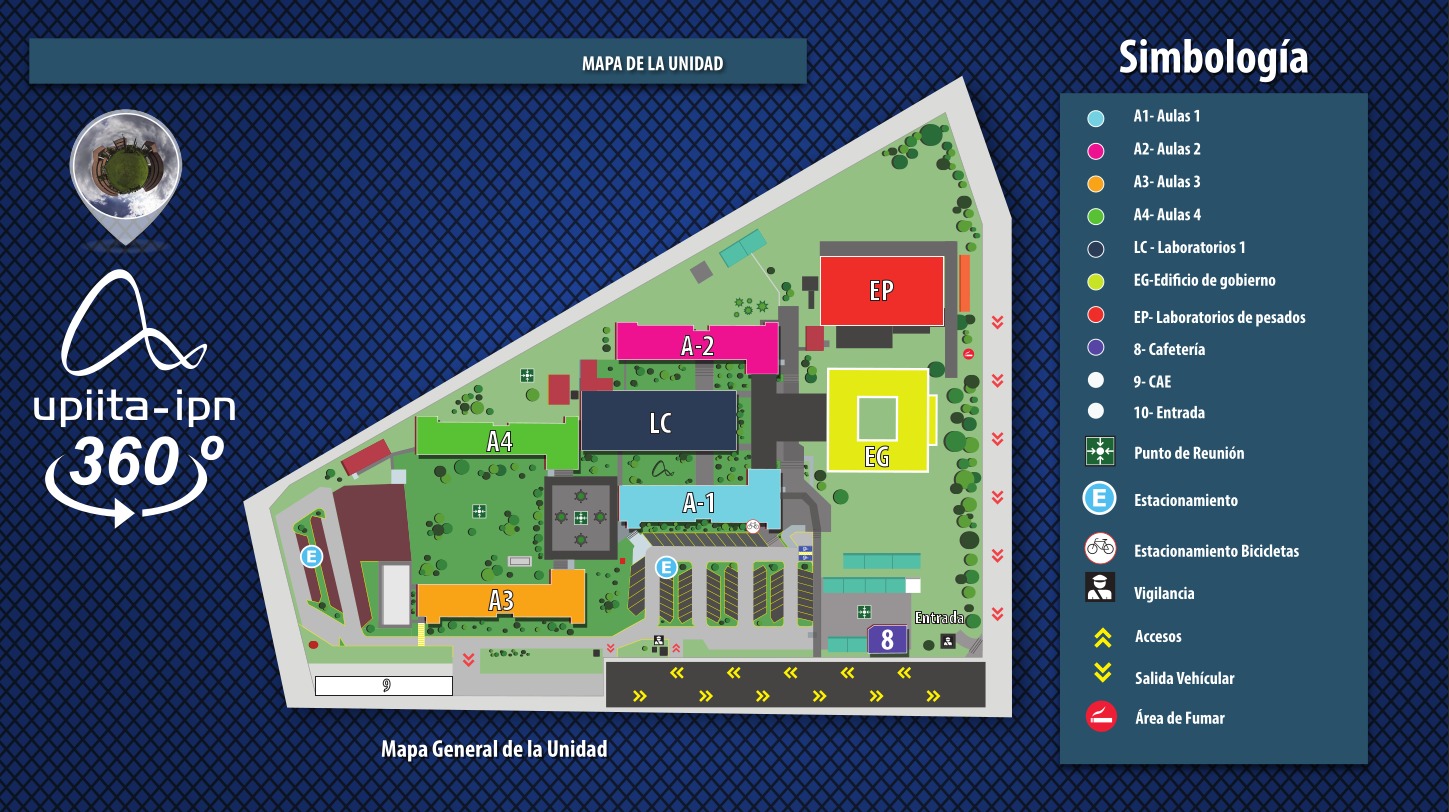 MAPA DE LA UNIDAD
upiita-ipn
360º
EP
A-2
LC
A4
EG
A-1
E
E
A3
Entrada
8
9
Mapa General de la Unidad
Simbología
A1- Aulas 1
A2- Aulas 2
A3- Aulas 3
A4- Aulas 4
LC - Laboratorios 1
EG-Edificio de gobierno
EP- Laboratorios de pesados
8- Cafetería
9- CAE
10- Entrada
Punto de Reunión
E Estacionamiento
Estacionamiento Bicicletas
Vigilancia
Accesos
Salida Vehícular
Área de Fumar